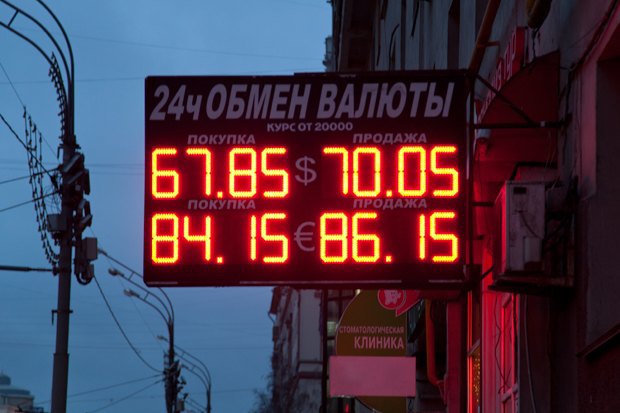 24ч ОБМЕН ВАЛЮТЫ
КУРС ОТ 20000
ПОКУПКА ПРОДАЖА
67.85 $ 70.05
ПОКУПКА ПРОДАЖА
84.15 € 86.15
СТОМАТОЛОГИЧЕСКАЯ
КЛИНИКА